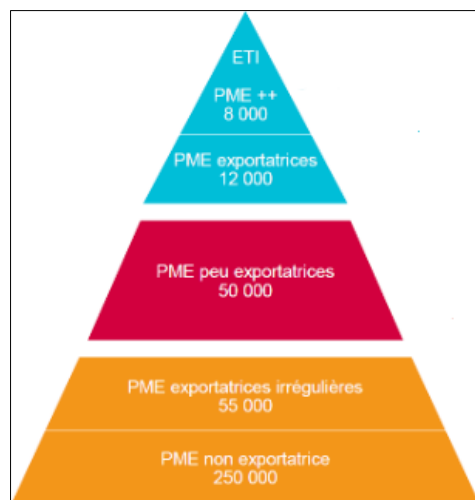 ETI
PME ++
8 000
PME exportatrices
12 000
PME peu exportatrices
50 000
PME exportatrices irrégulières
55 000
PME non exportatrice
250 000